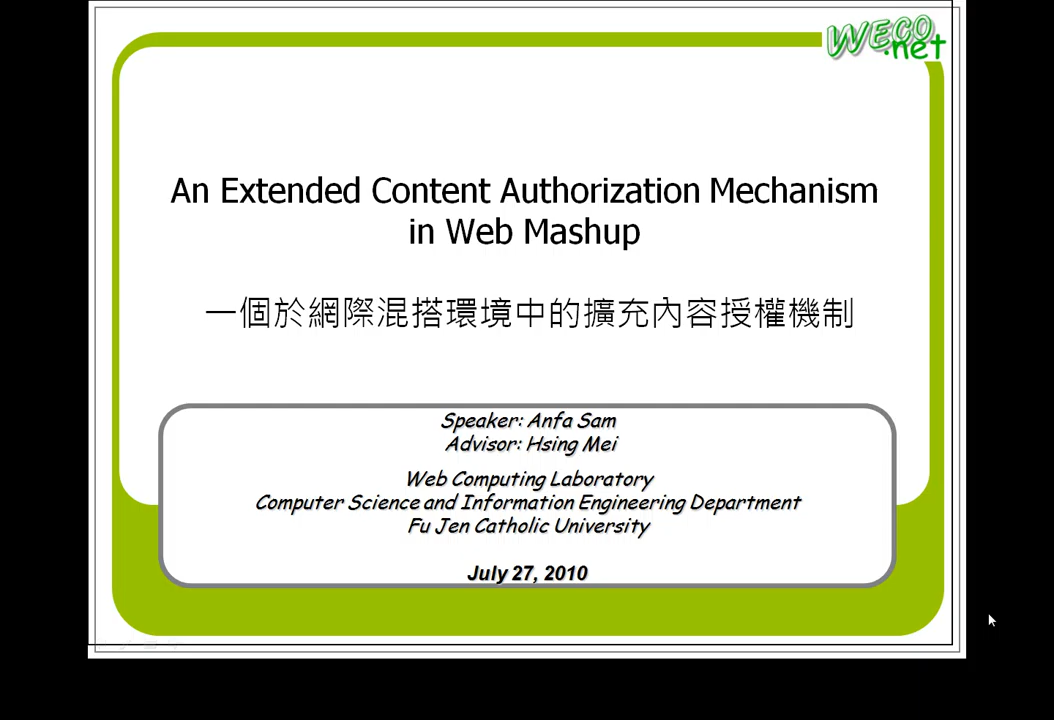 WECO
.net
An Extended Content Authorization Mechanism
in Web Mashup
一個於網際混搭環境中的擴充內容授權機制
Speaker: Anfa Sam
Advisor: Hsing Mei
Web Computing Laboratory
Computer Science and Information Engineering Department
Fu Jen Catholic University
July 27, 2010